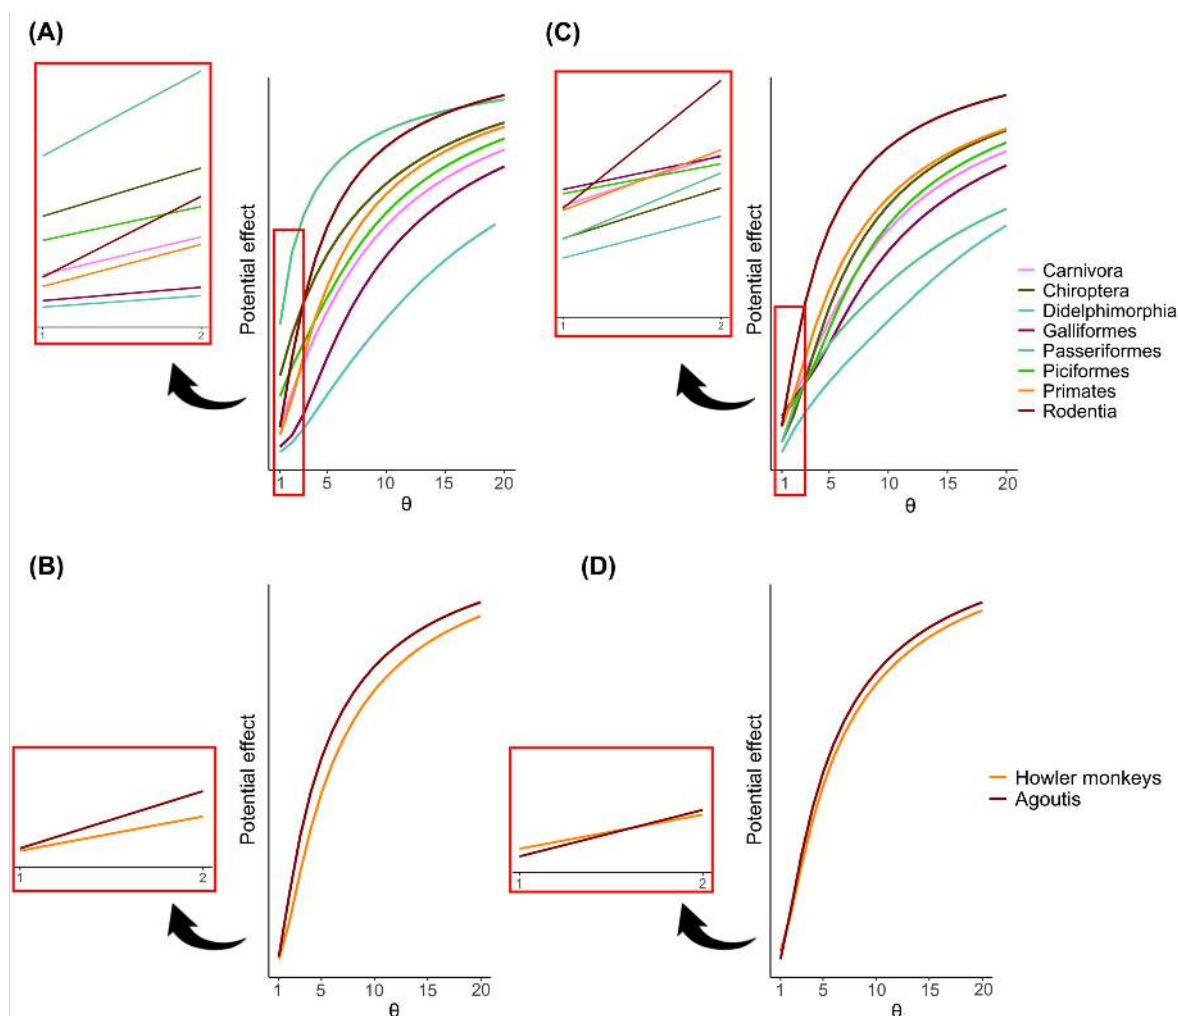 (A)
1 2
Potential effect
1 5 10 15 20
θ
(C)
1 2
Potential effect
1 5 10 15 20
θ
Carnivora
Chiroptera
Didelphimorphia
Galliformes
Passeriformes
Piciformes
Primates
Rodentia
(B)
1 2
Potential effect
1 5 10 15 20
θ
(D)
1 2
Potential effect
1 5 10 15 20
θ
Howler monkeys
Agoutis